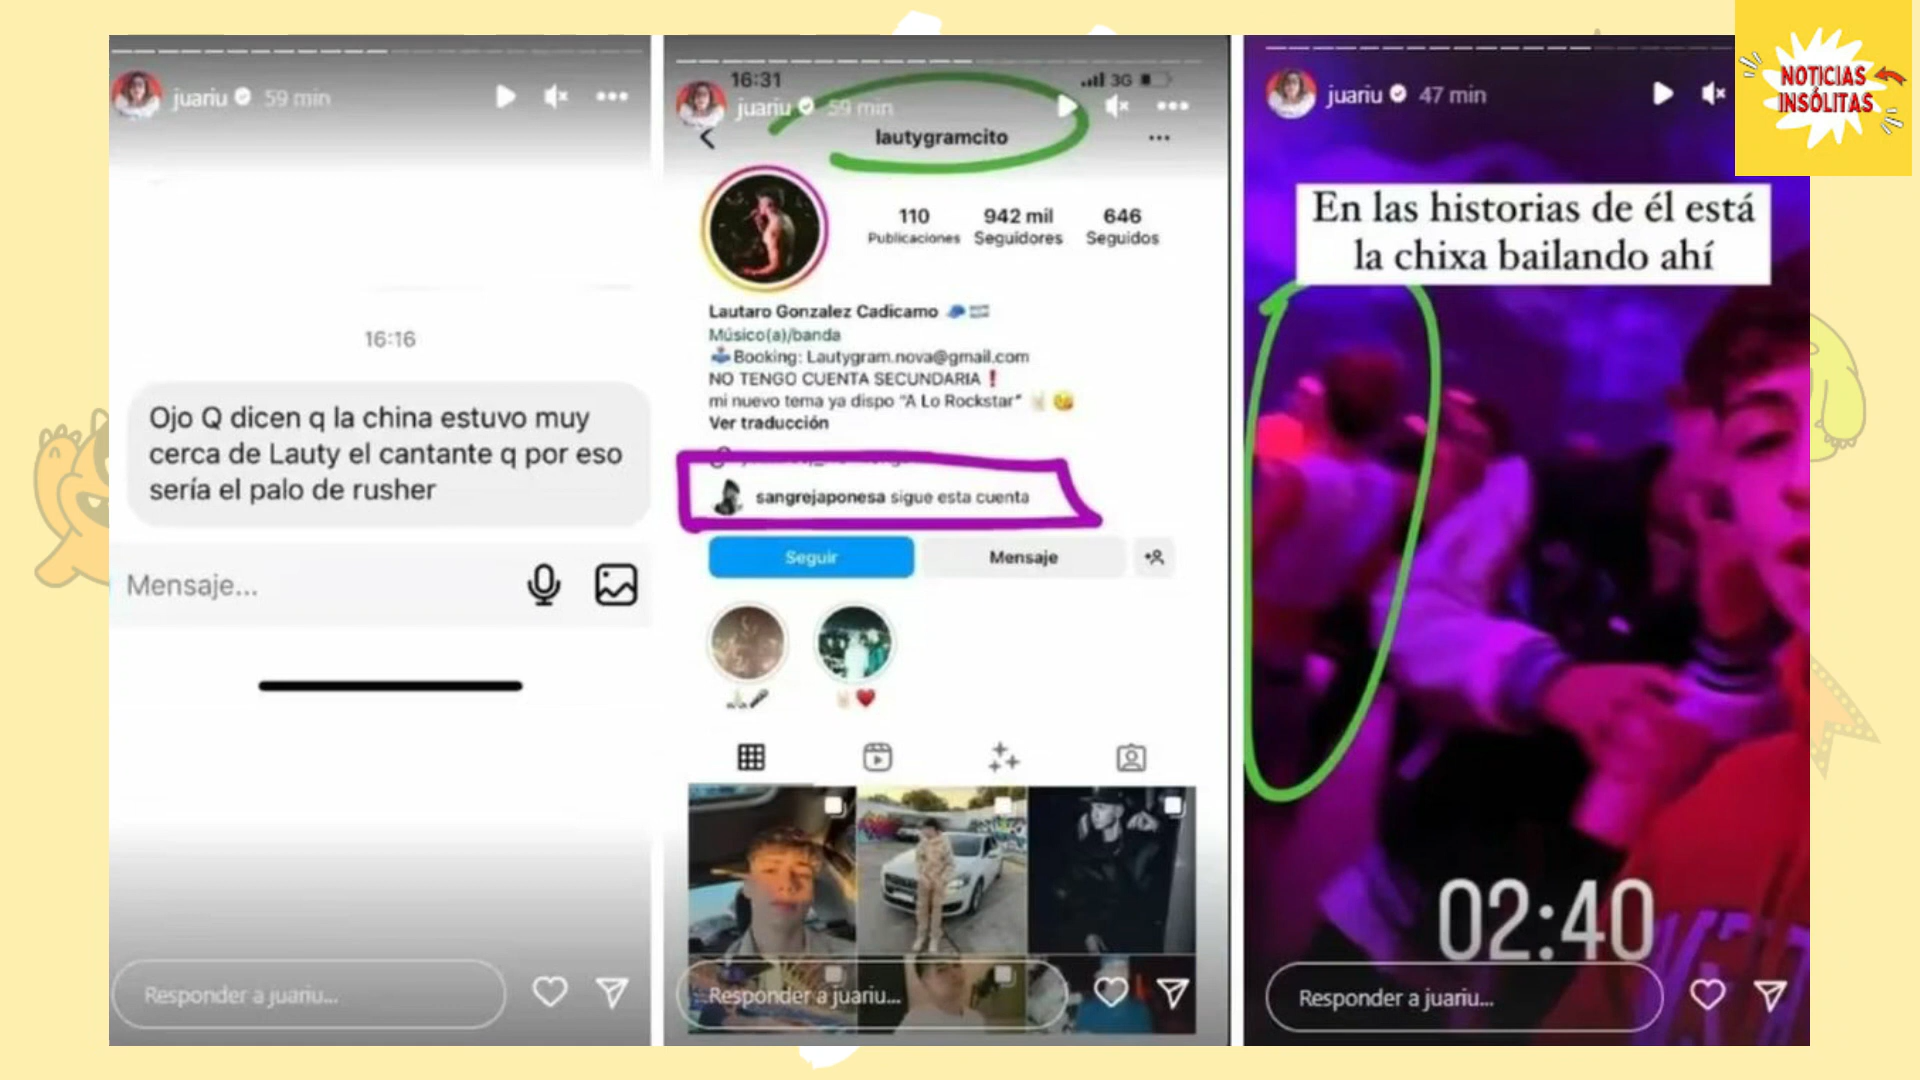 juariu 59 min
16:16
Ojo Q dicen q la china estuvo muy
cerca de Lauty el cantante q por eso
sería el palo de rusher
Mensaje...
Responder a juariu...
16:31
3G
juariu 59 min
lautygramcito
110
Publicaciones
942 mil
Seguidores
646
Seguidos
Lautaro Gonzalez Cadicamo 🧢🇦🇷
Músico(a)/banda
Booking: Lautygram.nova@gmail.com
NO TENGO CUENTA SECUNDARIA❗
mi nuevo tema ya dispo "A Lo Rockstar" 🤘🏻😘
Ver traducción
sangrejaponesa sigue esta cuenta
Seguir
Mensaje
Responder a juariu...
juariu 47 min
En las historias de él está
la chixa bailando ahí
02:40
Responder a juariu...
NOTICIAS
INSÓLITAS